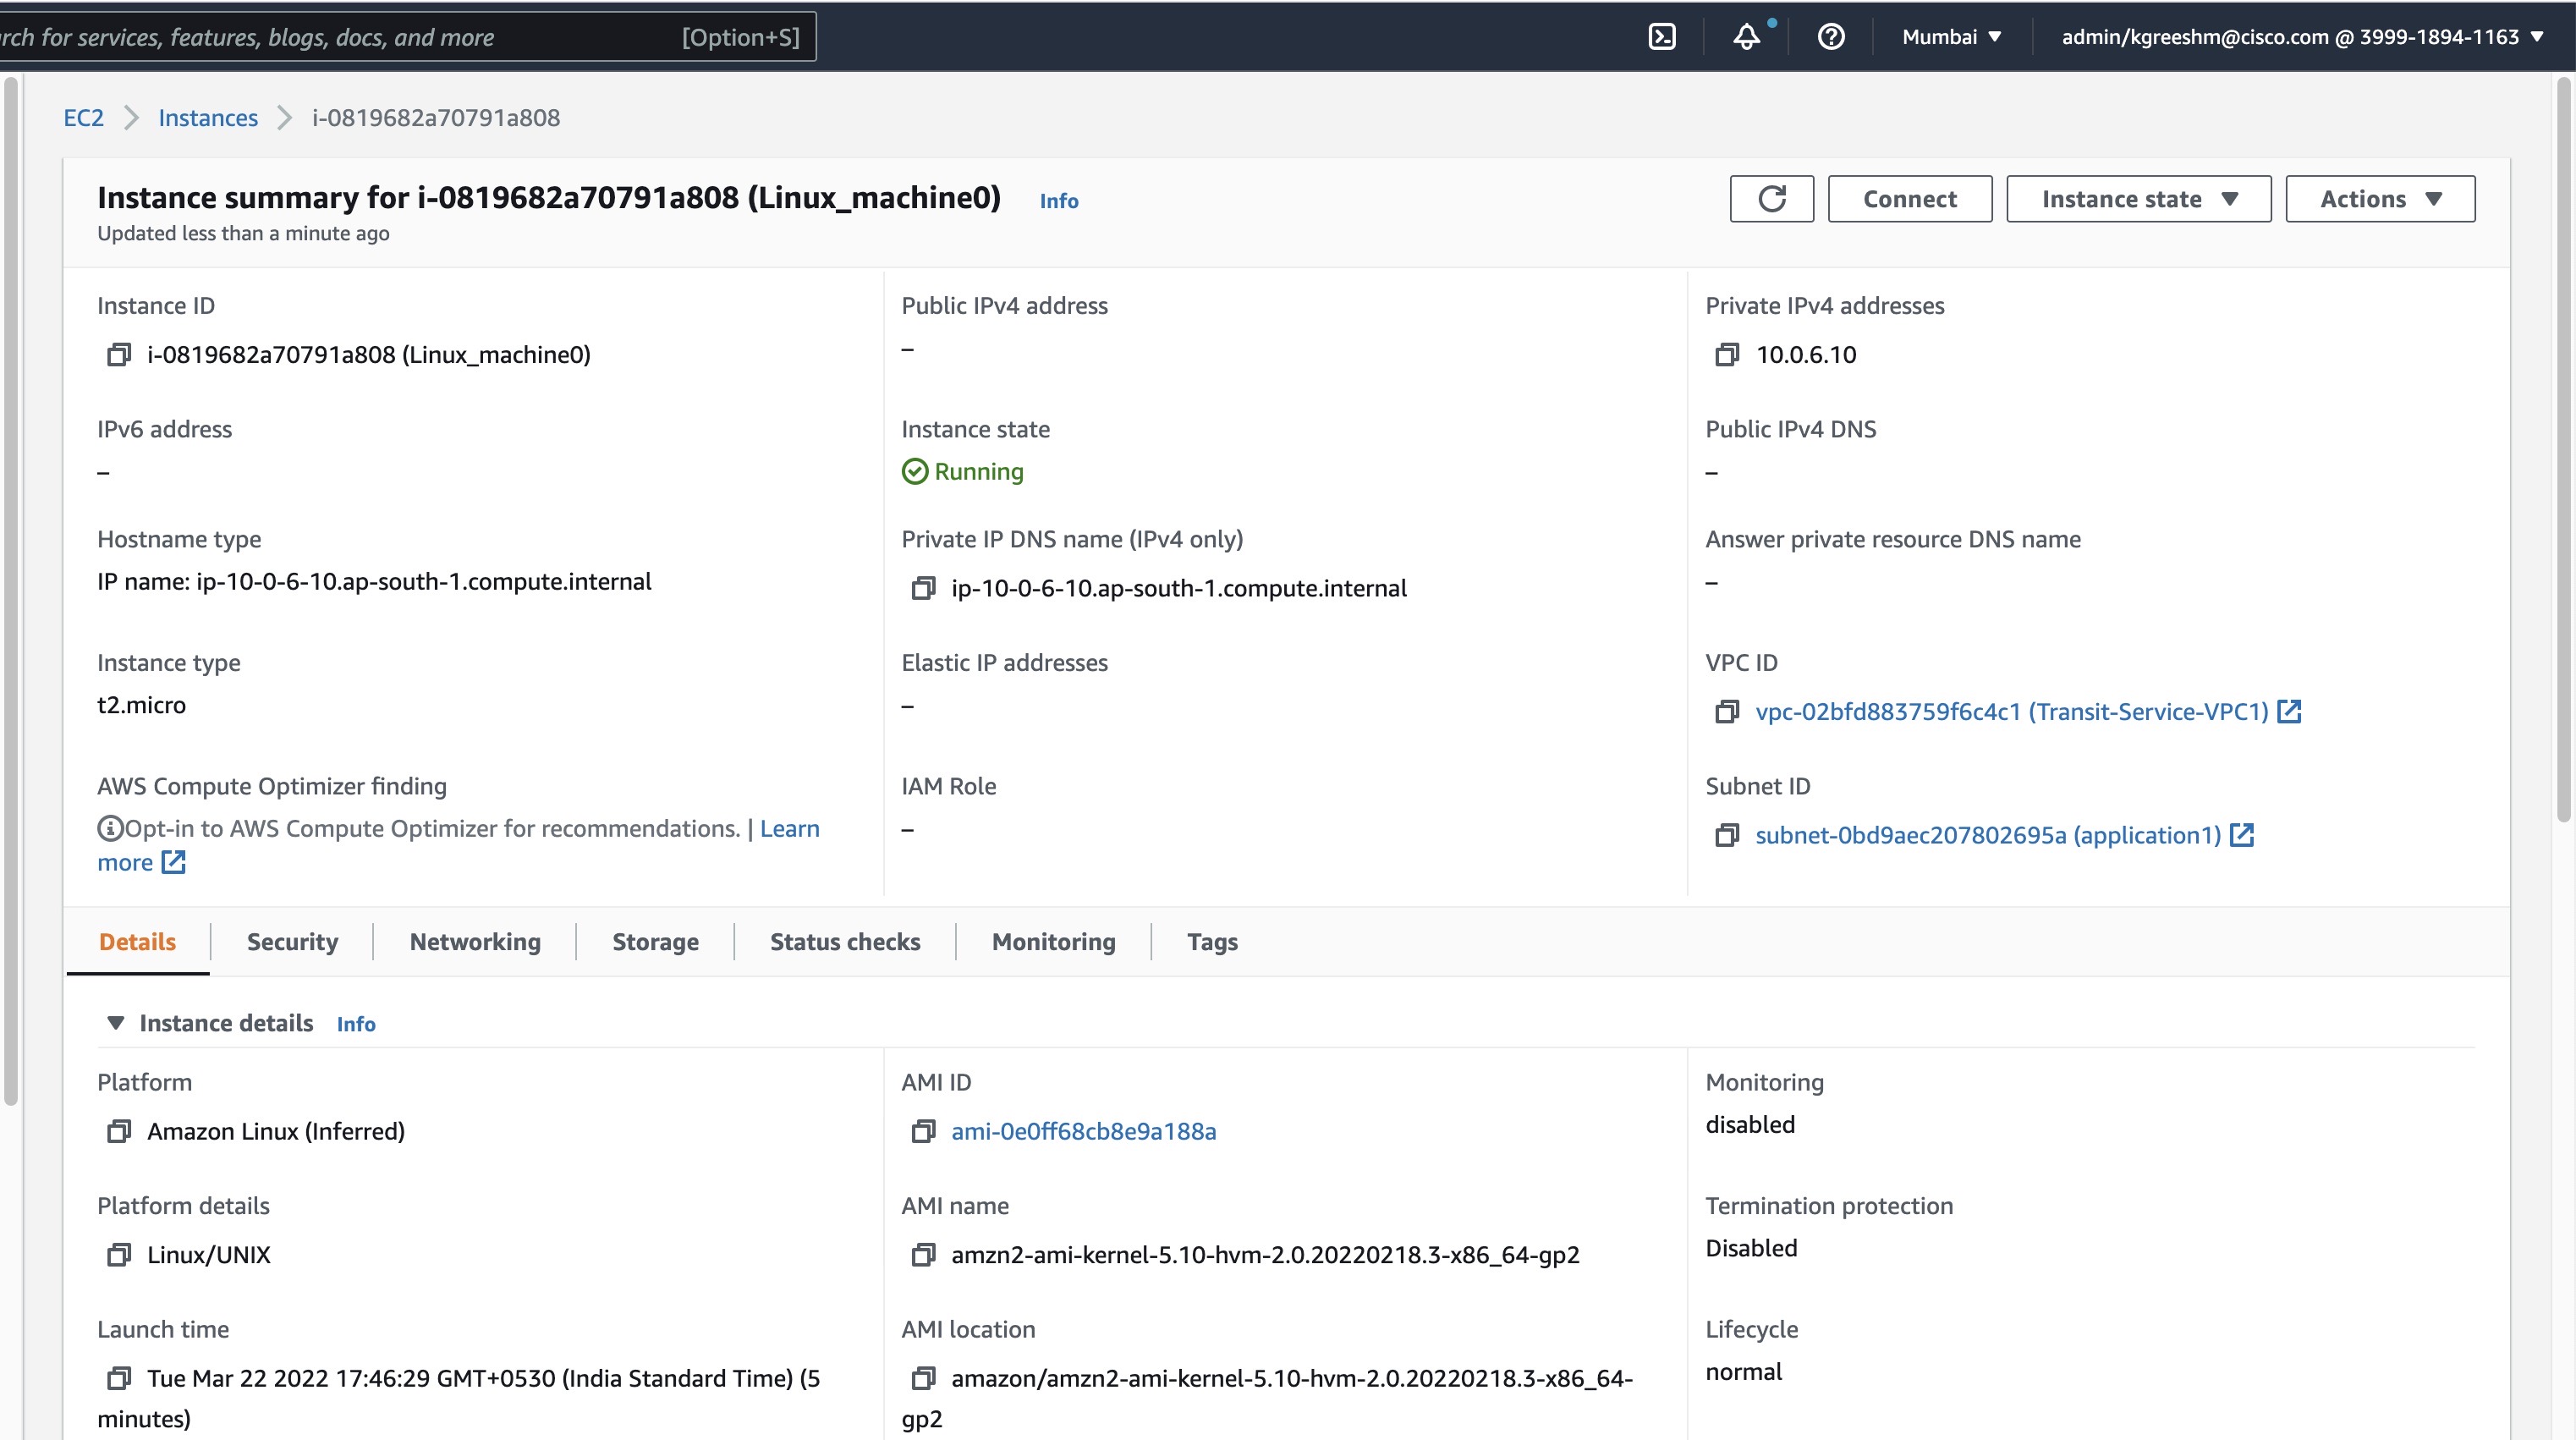 rch for services, features, blogs, docs, and more [Option+S] Mumbai admin/kgreeshm@cisco.com @ 3999-1894-1163
EC2 Instances i-0819682a70791a808
Instance summary for i-0819682a70791a808 (Linux_machine0) Info Connect Instance state Actions
Updated less than a minute ago
Instance ID
i-0819682a70791a808 (Linux_machine0)
Public IPv4 address
–
Private IPv4 addresses
10.0.6.10
IPv6 address
–
Instance state
Running
Public IPv4 DNS
–
Hostname type
IP name: ip-10-0-6-10.ap-south-1.compute.internal
Private IP DNS name (IPv4 only)
ip-10-0-6-10.ap-south-1.compute.internal
Answer private resource DNS name
–
Instance type
t2.micro
Elastic IP addresses
–
VPC ID
vpc-02bfd883759f6c4c1 (Transit-Service-VPC1)
AWS Compute Optimizer finding
Opt-in to AWS Compute Optimizer for recommendations. | Learn
more
IAM Role
–
Subnet ID
subnet-0bd9aec207802695a (application1)
Details Security Networking Storage Status checks Monitoring Tags
Instance details Info
Platform
Amazon Linux (Inferred)
AMI ID
ami-0e0ff68cb8e9a188a
Monitoring
disabled
Platform details
Linux/UNIX
AMI name
amzn2-ami-kernel-5.10-hvm-2.0.20220218.3-x86_64-gp2
Termination protection
Disabled
Launch time
Tue Mar 22 2022 17:46:29 GMT+0530 (India Standard Time) (5
minutes)
AMI location
amazon/amzn2-ami-kernel-5.10-hvm-2.0.20220218.3-x86_64-
gp2
Lifecycle
normal